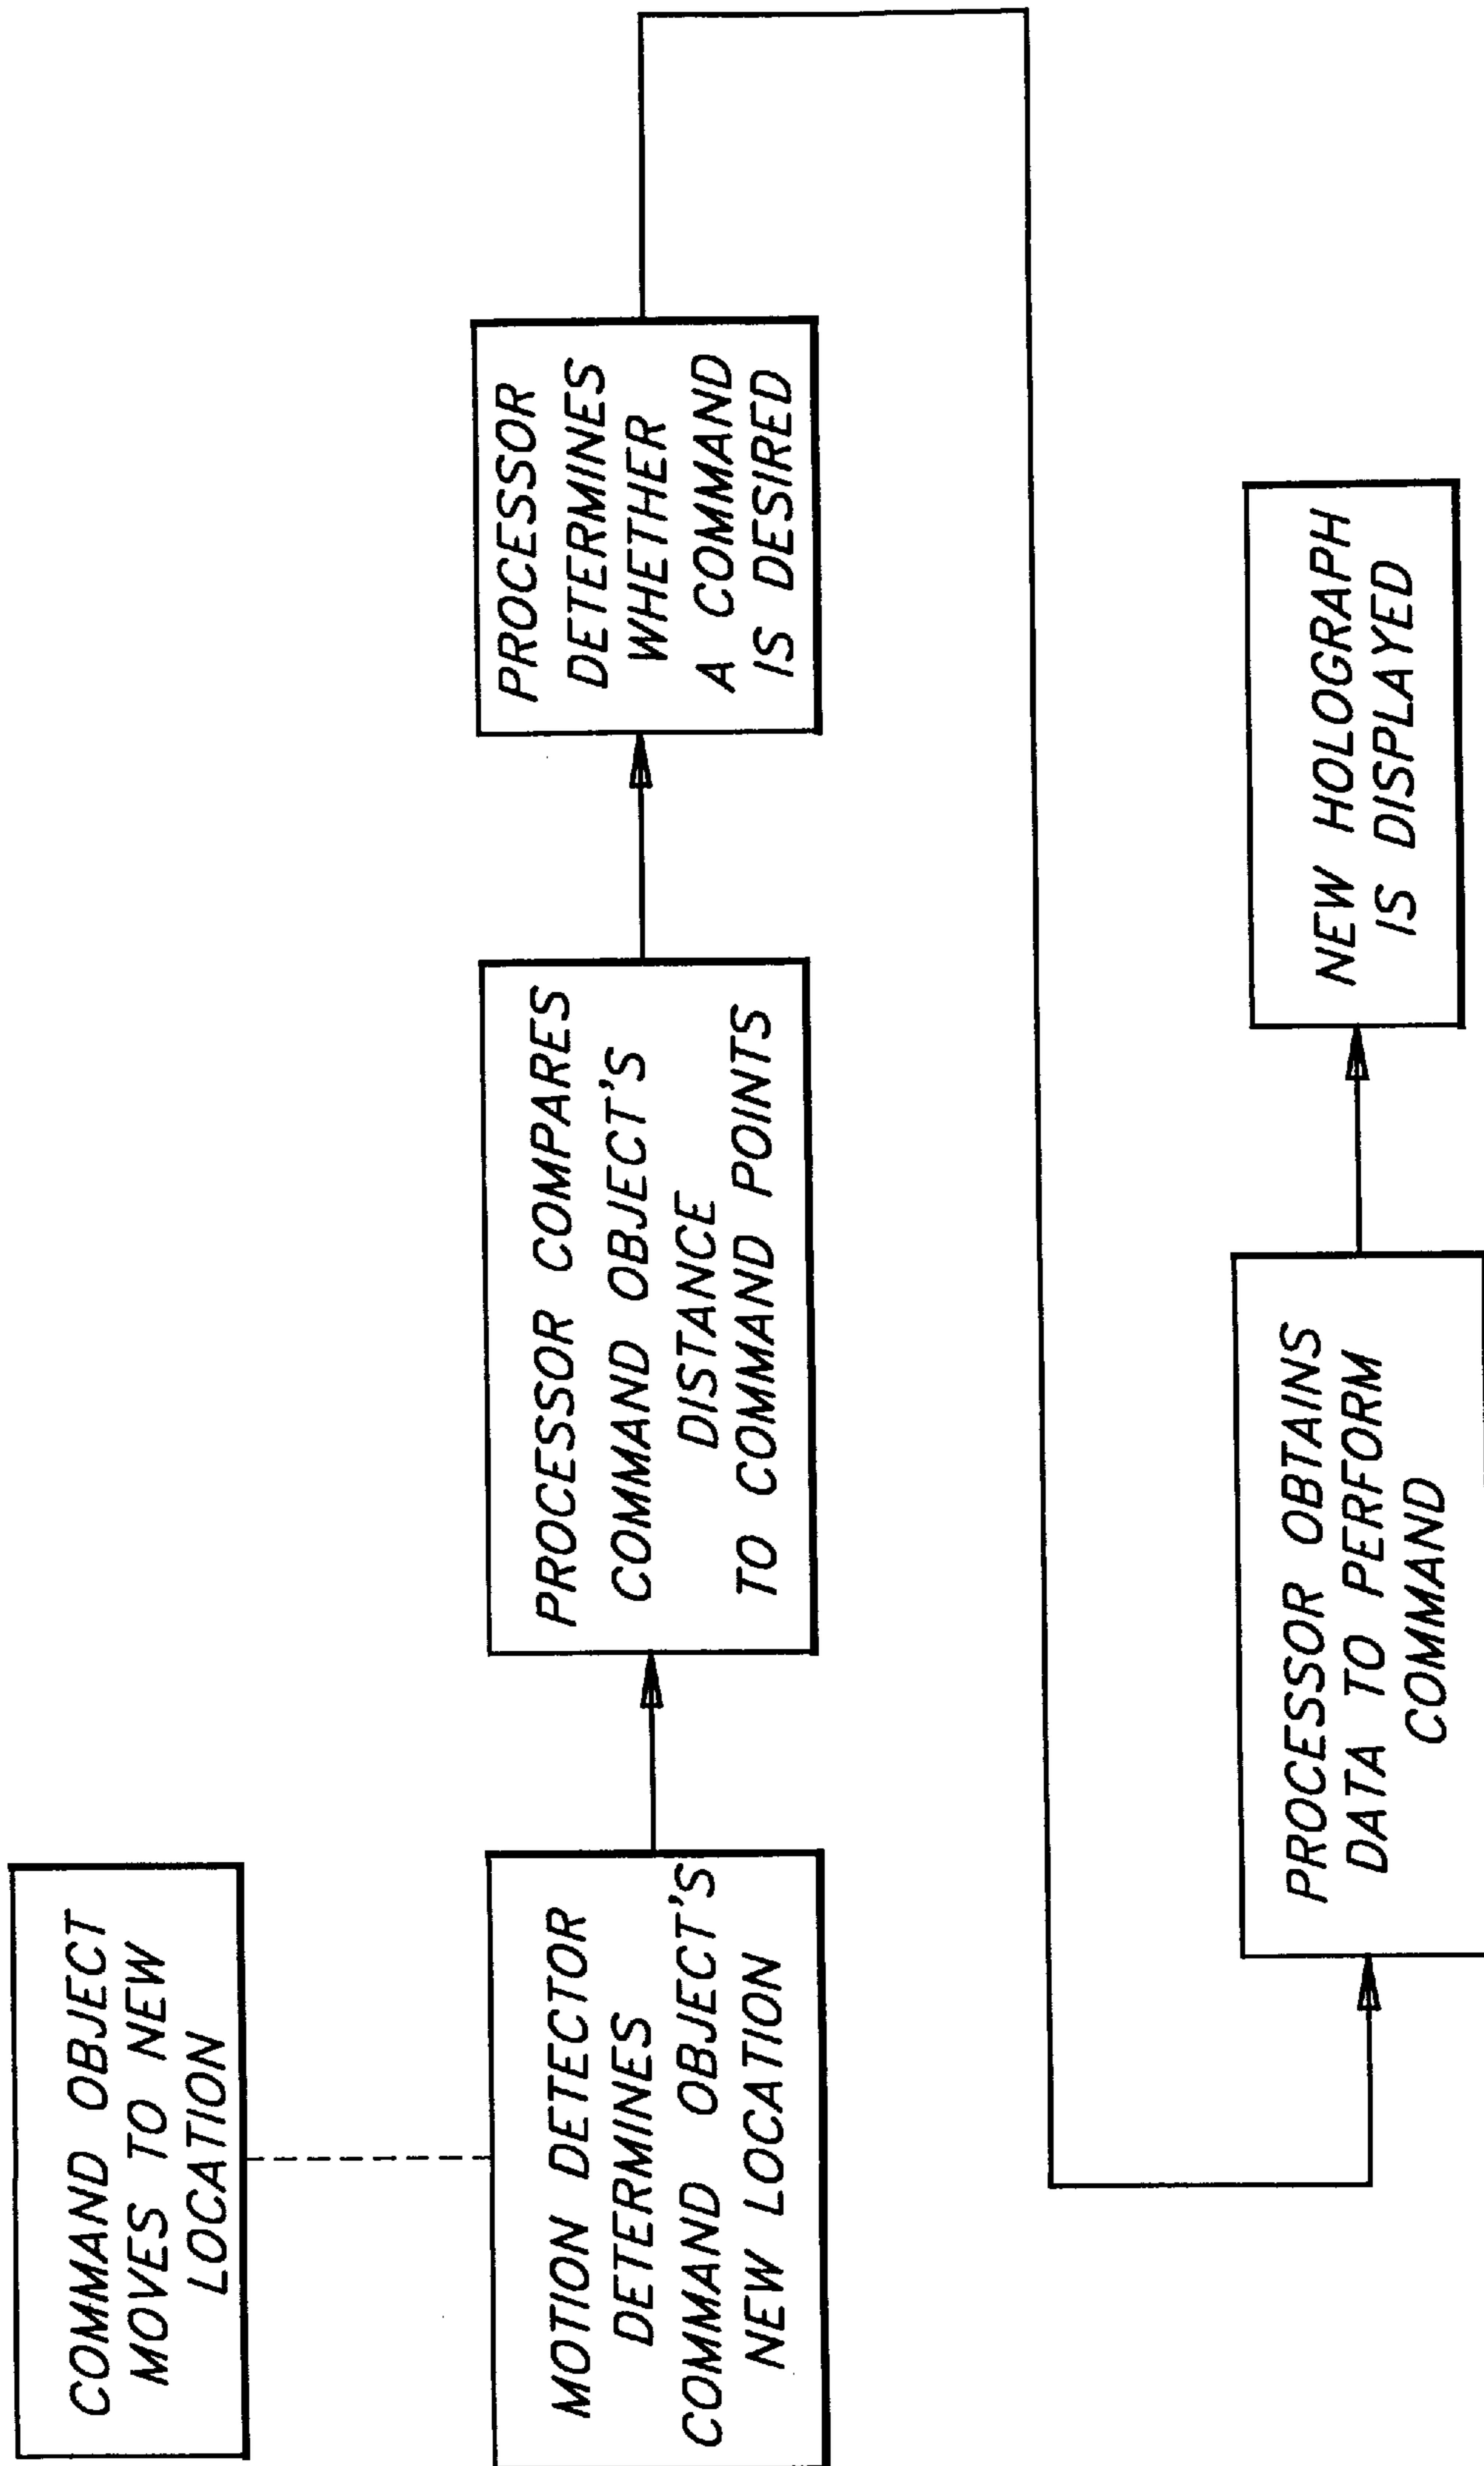 COMMAND OBJECT
MOVES TO NEW
LOCATION
MOTION DETECTOR
DETERMINES
COMMAND OBJECT'S
NEW LOCATION
PROCESSOR COMPARES
COMMAND OBJECT'S
DISTANCE
TO COMMAND POINTS
PROCESSOR
DETERMINES
WHETHER
A COMMAND
IS DESIRED
PROCESSOR OBTAINS
DATA TO PERFORM
COMMAND
NEW HOLOGRAPH
IS DISPLAYED